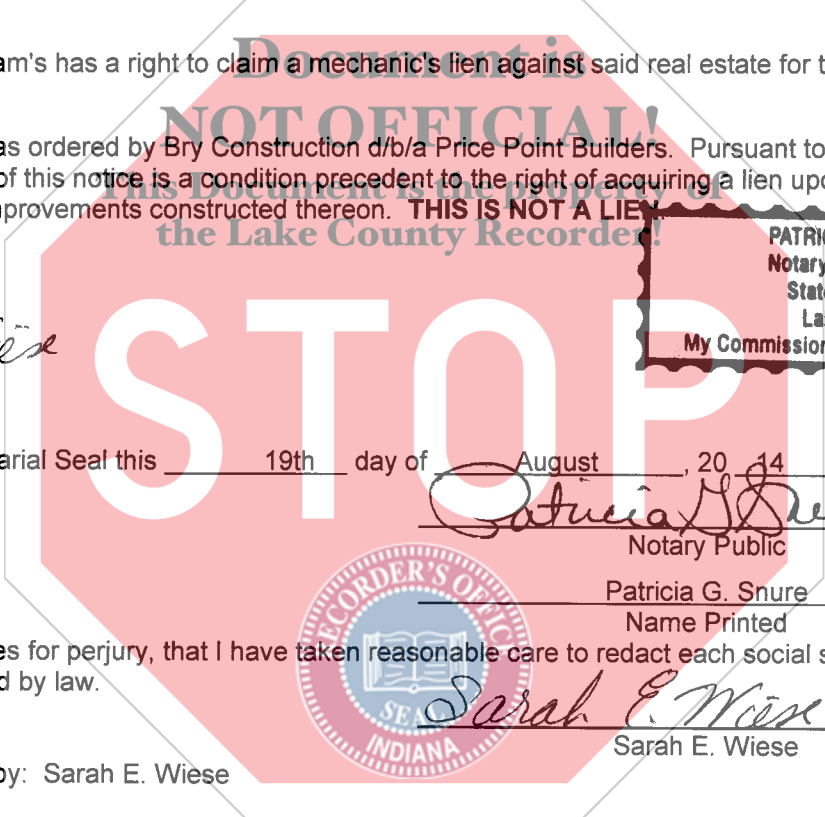 Document is
am's has a right to claim a mechanic's lien against said real estate for t
NOT OFFICIAL!
as ordered by Bry Construction d/b/a Price Point Builders. Pursuant to
of this notice is a condition precedent to the right of acquiring a lien upo
This Document is the property of
provements constructed thereon. THIS IS NOT A LIEN.
the Lake County Recorder!
PATRI
Notary
State
La
My Commission
STOP
arial Seal this 19th day of August, 20 14
Patricia G Snu
Notary Public
Patricia G. Snure
Name Printed
RECORDER'S OFFIC
es for perjury, that I have taken reasonable care to redact each social s
d by law.
SEAL
Sarah E. Wiese
INDIANA
Sarah E. Wiese
by: Sarah E. Wiese